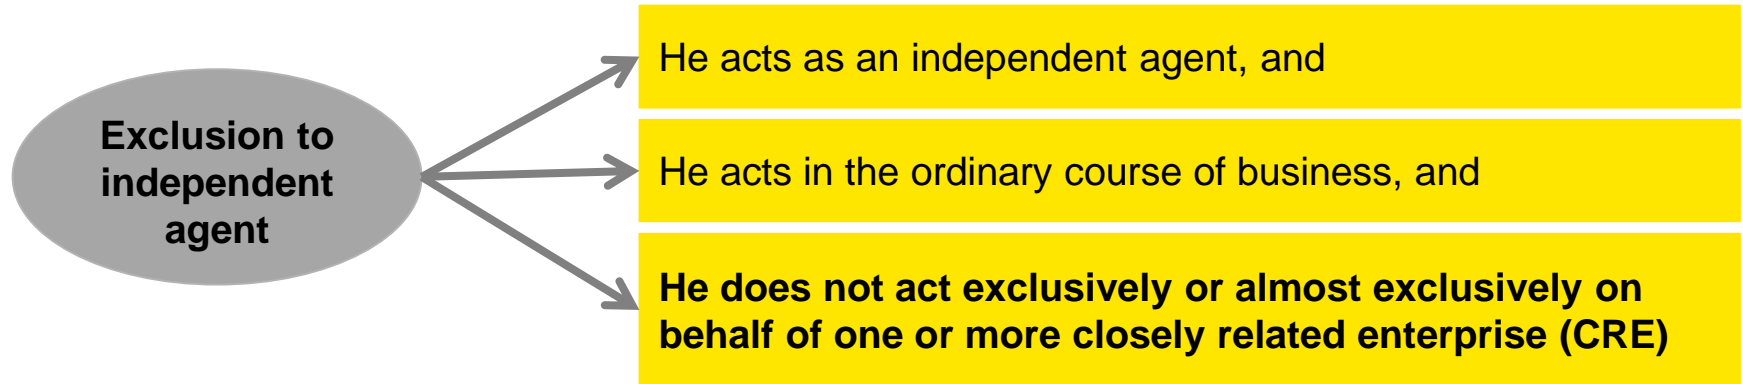 Exclusion to
independent
agent
He acts as an independent agent, and
He acts in the ordinary course of business, and
He does not act exclusively or almost exclusively on
behalf of one or more closely related enterprise (CRE)